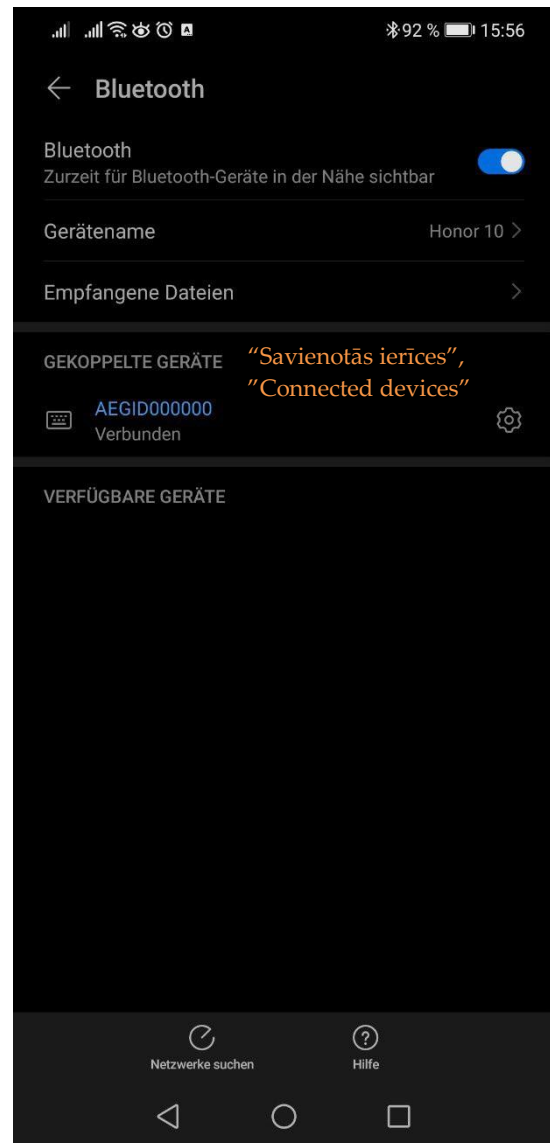 92 % 15:56
Bluetooth
Bluetooth
Zurzeit für Bluetooth-Geräte in der Nähe sichtbar
Gerätename Honor 10
Empfangene Dateien
GEKOPPELTE GERÄTE
“Savienotās ierīces”,
”Connected devices”
AEGID000000
Verbunden
VERFÜGBARE GERÄTE
Netzwerke suchen Hilfe